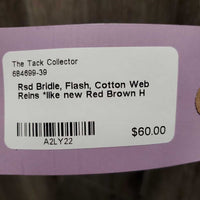 The Tack Collector
684699-39
Rsd Bridle, Flash, Cotton Web
Reins *like new Red Brown H
A2LY22
$60.00